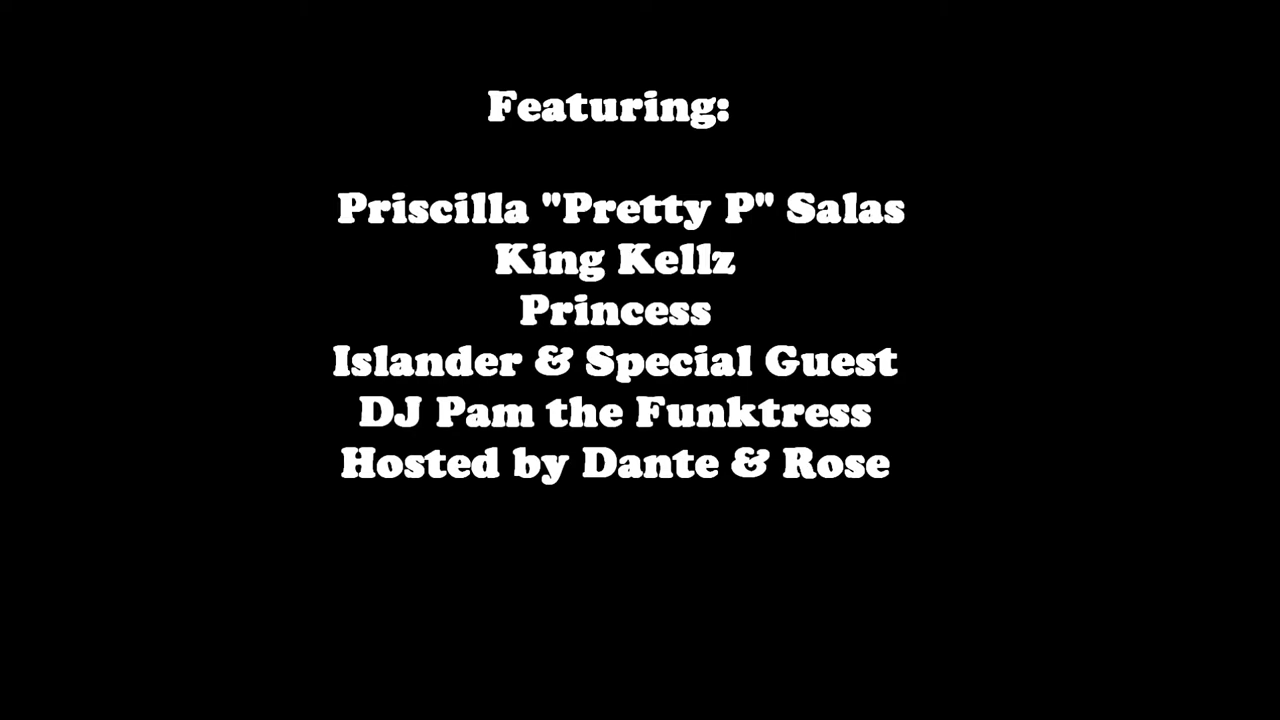 Featuring:
Priscilla "Pretty P" Salas
King Kellz
Princess
Islander & Special Guest
DJ Pam the Funktress
Hosted by Dante & Rose